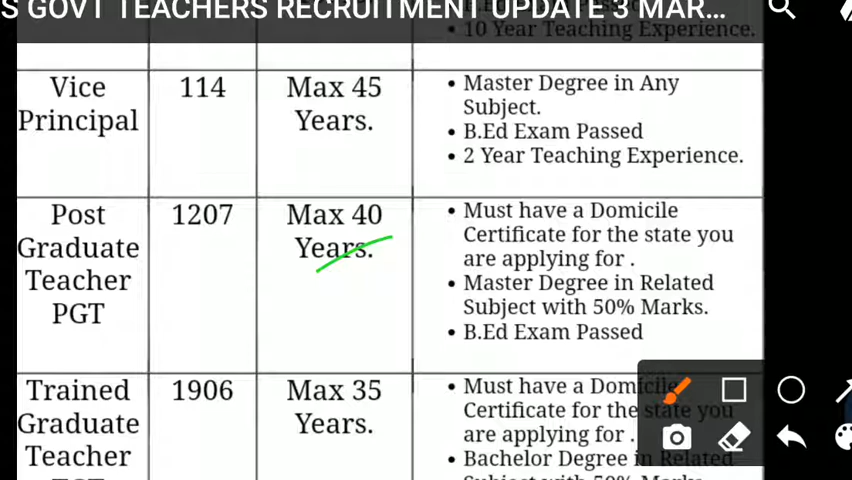 S GOVT TEACHERS RECRUITMENT UPDATE 3 MAR...
10 Year Teaching Experience.
Vice
Principal
114
Max 45
Years.
Master Degree in Any
Subject.
B.Ed Exam Passed
2 Year Teaching Experience.
Post
Graduate
Teacher
PGT
1207
Max 40
Years.
Must have a Domicile
Certificate for the state you
are applying for .
Master Degree in Related
Subject with 50% Marks.
B.Ed Exam Passed
Trained
Graduate
Teacher
1906
Max 35
Years.
Must have a Domicile
Certificate for the state you
are applying for .
Bachelor Degree in Related